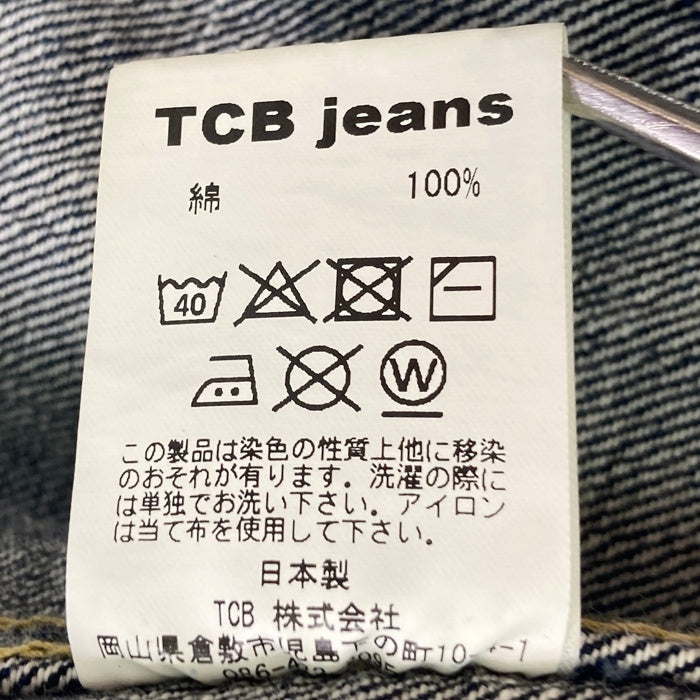 TCB jeans
綿 100%
40
W
この製品は染色の性質上他に移染
のおそれが有ります。洗濯の際に
は単独でお洗い下さい。アイロン
は当て布を使用して下さい。
日本製
TCB 株式会社
岡山県倉敷市児島下の町10